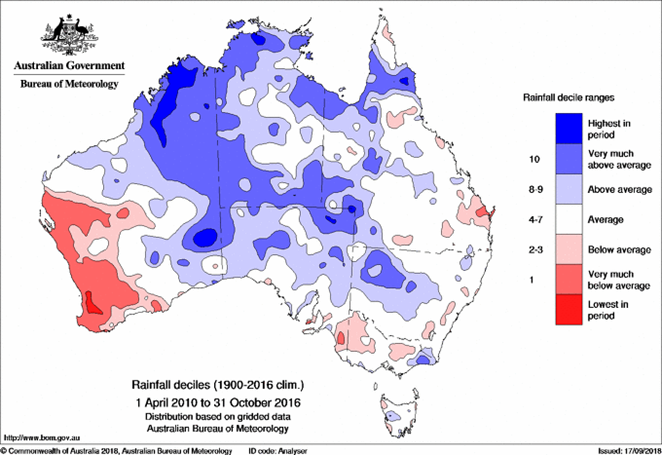 Australian Government
Bureau of Meteorology
Rainfall decile ranges
Highest in
period
10 Very much
above average
8-9 Above average
4-7 Average
2-3 Below average
1 Very much
below average
Lowest in
period
Rainfall deciles (1900-2016 clim.)
1 April 2010 to 31 October 2016
Distribution based on gridded data
Australian Bureau of Meteorology
http://www.bom.gov.au
© Commonwealth of Australia 2018, Australian Bureau of Meteorology ID code: Analyser Issued: 17/09/2018